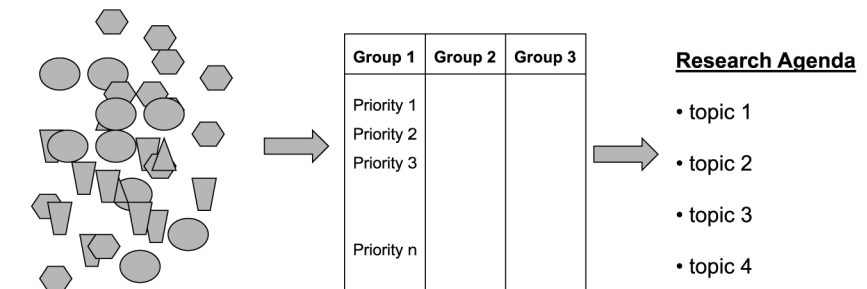 Group 1 Group 2 Group 3
Priority 1
Priority 2
Priority 3
Priority n
Research Agenda
• topic 1
• topic 2
• topic 3
• topic 4